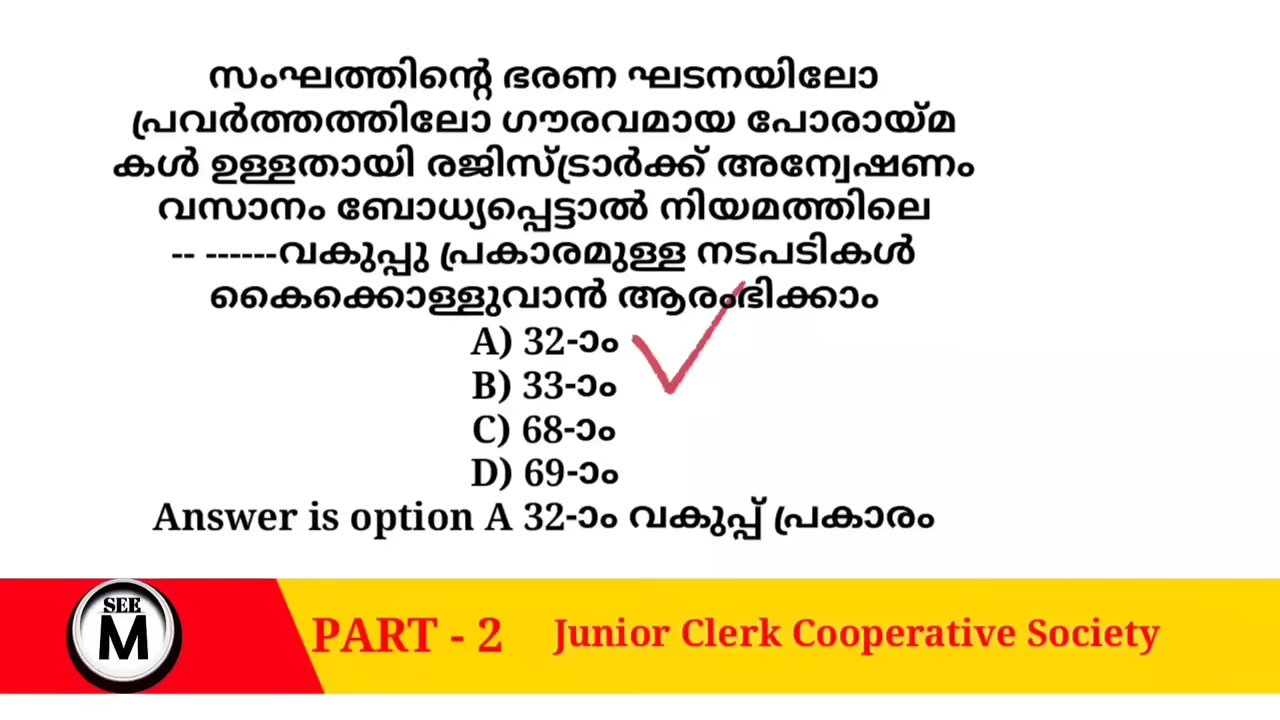 സംഘത്തിന്റെ ഭരണ ഘടനയിലോ
പ്രവർത്തത്തിലോ ഗൗരവമായ പോരായ്മ
കൾ ഉള്ളതായി രജിസ്ട്രാർക്ക് അന്വേഷണം
വസാനം ബോധ്യപ്പെട്ടാൽ നിയമത്തിലെ
-- ------വകുപ്പു പ്രകാരമുള്ള നടപടികൾ
കൈക്കൊള്ളുവാൻ ആരംഭിക്കാം
A) 32-ാം
B) 33-ാം
C) 68-ാം
D) 69-ാം
Answer is option A 32-ാം വകുപ്പ് പ്രകാരം
SEE
M
PART - 2 Junior Clerk Cooperative Society